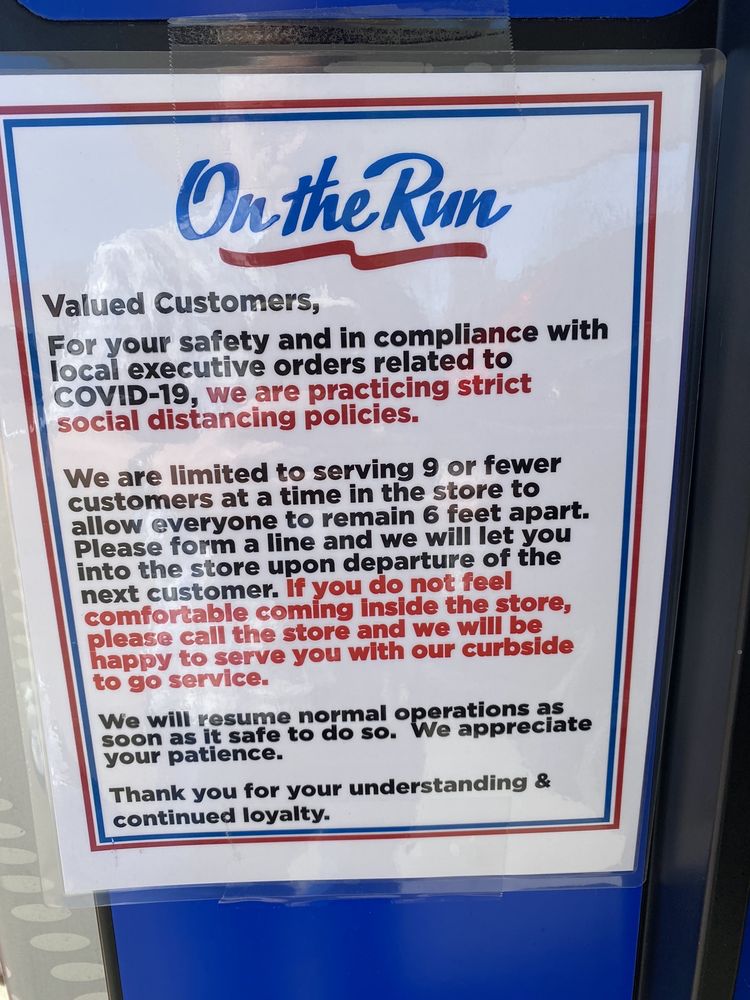 On the Run
Valued Customers,
For your safety and in compliance with
local executive orders related to
COVID-19, we are practicing strict
social distancing policies.
We are limited to serving 9 or fewer
customers at a time in the store to
allow everyone to remain 6 feet apart.
Please form a line and we will let you
into the store upon departure of the
next customer. If you do not feel
comfortable coming inside the store,
please call the store and we will be
happy to serve you with our curbside
to go service.
We will resume normal operations as
soon as it safe to do so. We appreciate
your patience.
Thank you for your understanding &
continued loyalty.